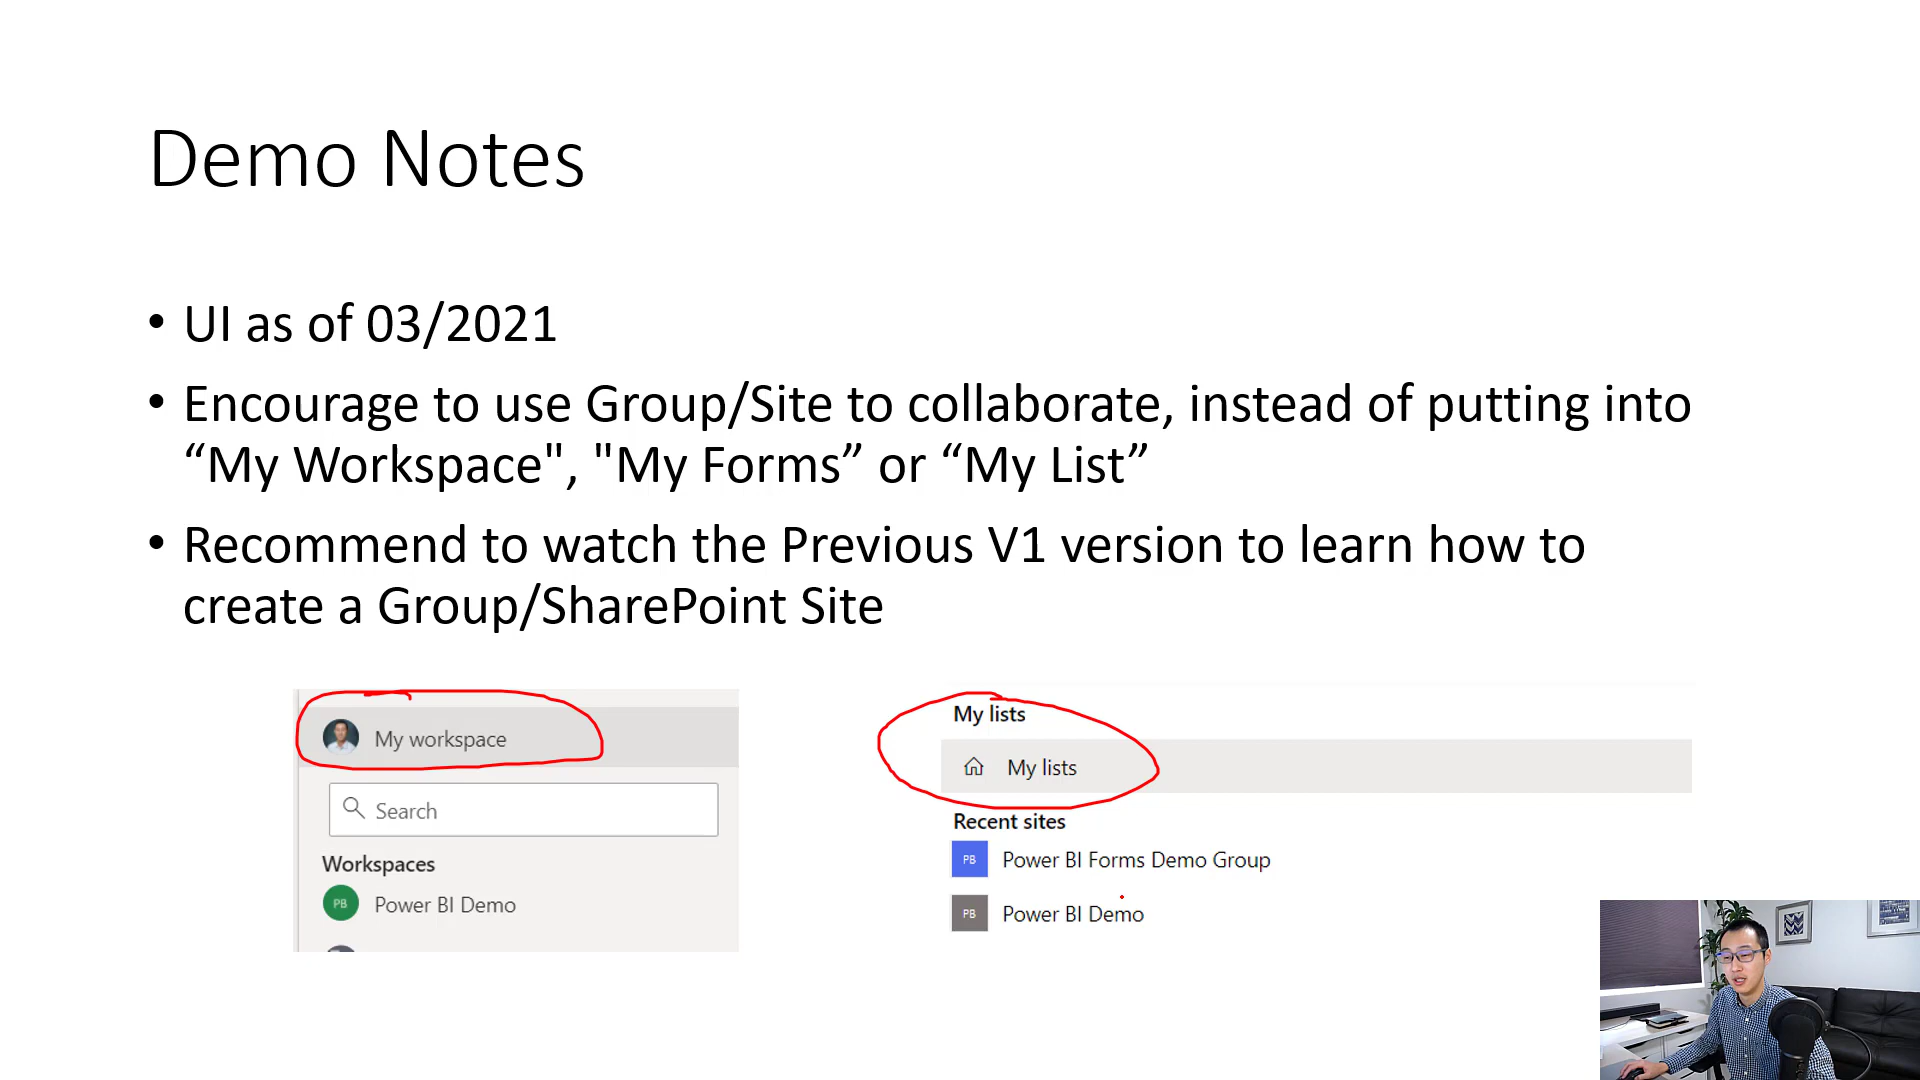 Demo Notes
• UI as of 03/2021
• Encourage to use Group/Site to collaborate, instead of putting into
“My Workspace", "My Forms” or “My List”
• Recommend to watch the Previous V1 version to learn how to
create a Group/SharePoint Site
My workspace
Search
Workspaces
PB Power BI Demo
My lists
My lists
Recent sites
PB Power BI Forms Demo Group
PB Power BI Demo